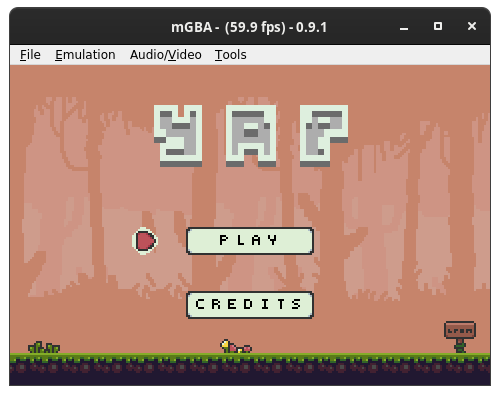 mGBA - (59.9 fps) - 0.9.1
File Emulation Audio/Video Tools
YAP
PLAY
CREDITS